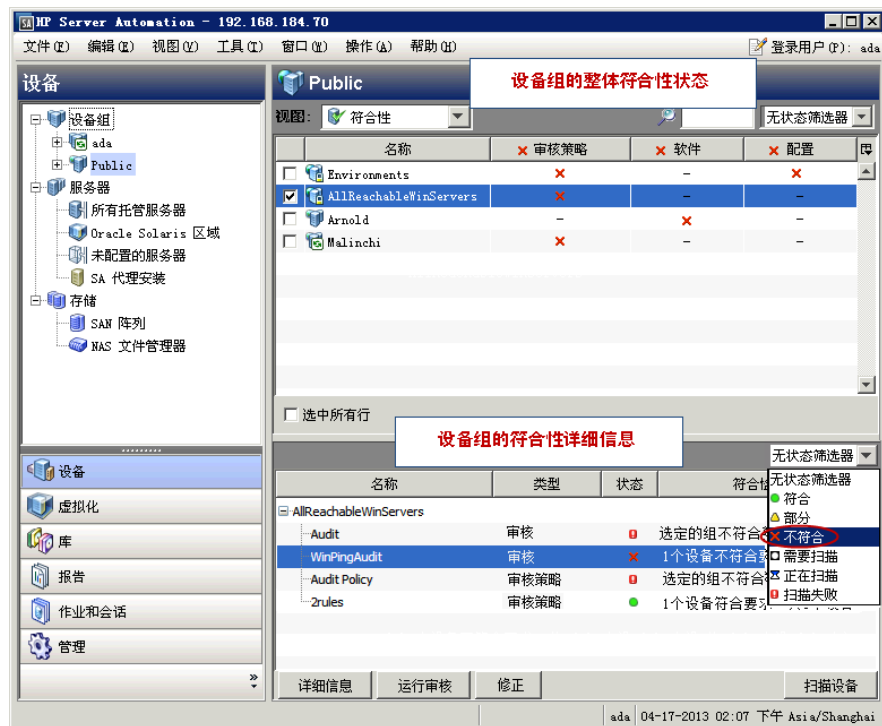 HP Server Automation - 192.168.184.70
文件(F) 编辑(E) 视图(V) 工具(T) 窗口(W) 操作(A) 帮助(H) 登录用户(P): ada
设备
设备组
ada
Public
服务器
所有托管服务器
Oracle Solaris 区域
未配置的服务器
SA 代理安装
存储
SAN 阵列
NAS 文件管理器
设备
虚拟化
库
报告
作业和会话
管理
Public
设备组的整体符合性状态
视图: 符合性 无状态筛选器
名称 审核策略 软件 配置
Environments –
AllReachableWinServers – –
Arnold – –
Malinchi – –
选中所有行
设备组的符合性详细信息
无状态筛选器
名称 类型 状态 符合
AllReachableWinServers
Audit 审核 选定的组不符合
WinPingAudit 审核 1个设备不符合
Audit Policy 审核策略 选定的组不符合
2rules 审核策略 1个设备符合要求
无状态筛选器
符合
部分
不符合
需要扫描
正在扫描
扫描失败
详细信息 运行审核 修正 扫描设备
ada 04-17-2013 02:07 下午 Asia/Shanghai